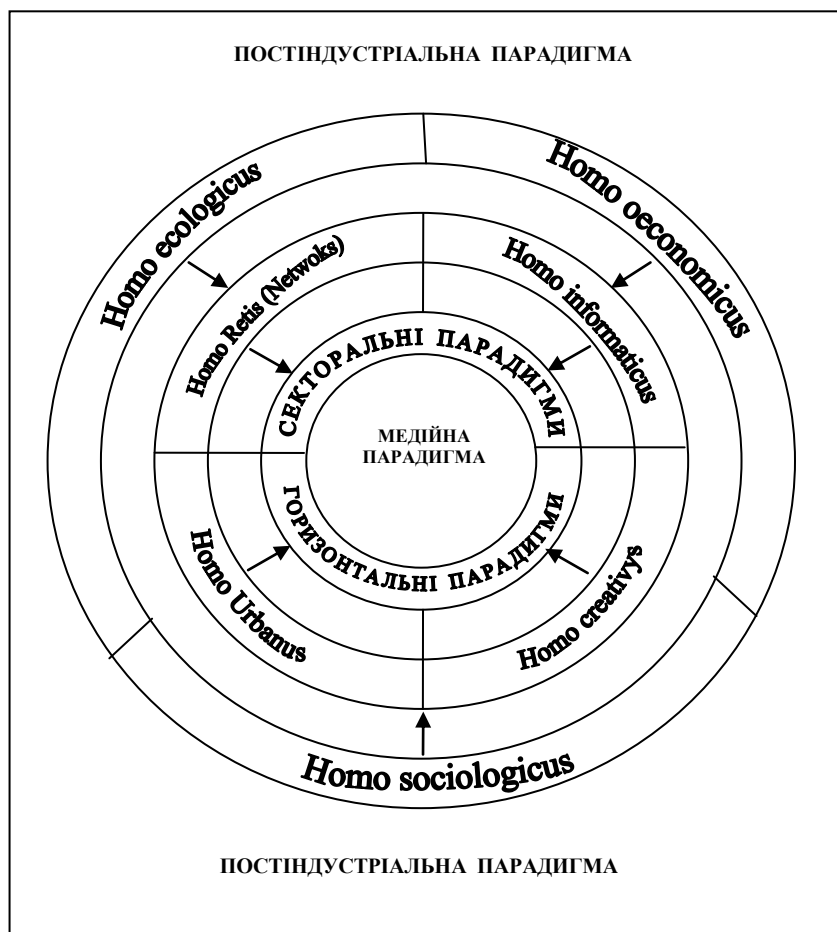 ПОСТІНДУСТРІАЛЬНА ПАРАДИГМА
Homo ecologicus
Homo oeconomicus
Homo Retis (Netwoks)
Homo informaticus
СЕКТОРАЛЬНІ ПАРАДИГМИ
МЕДІЙНА
ПАРАДИГМА
ГОРИЗОНТАЛЬНІ ПАРАДИГМИ
Homo Urbanus
Homo creativys
Homo sociologicus
ПОСТІНДУСТРІАЛЬНА ПАРАДИГМА